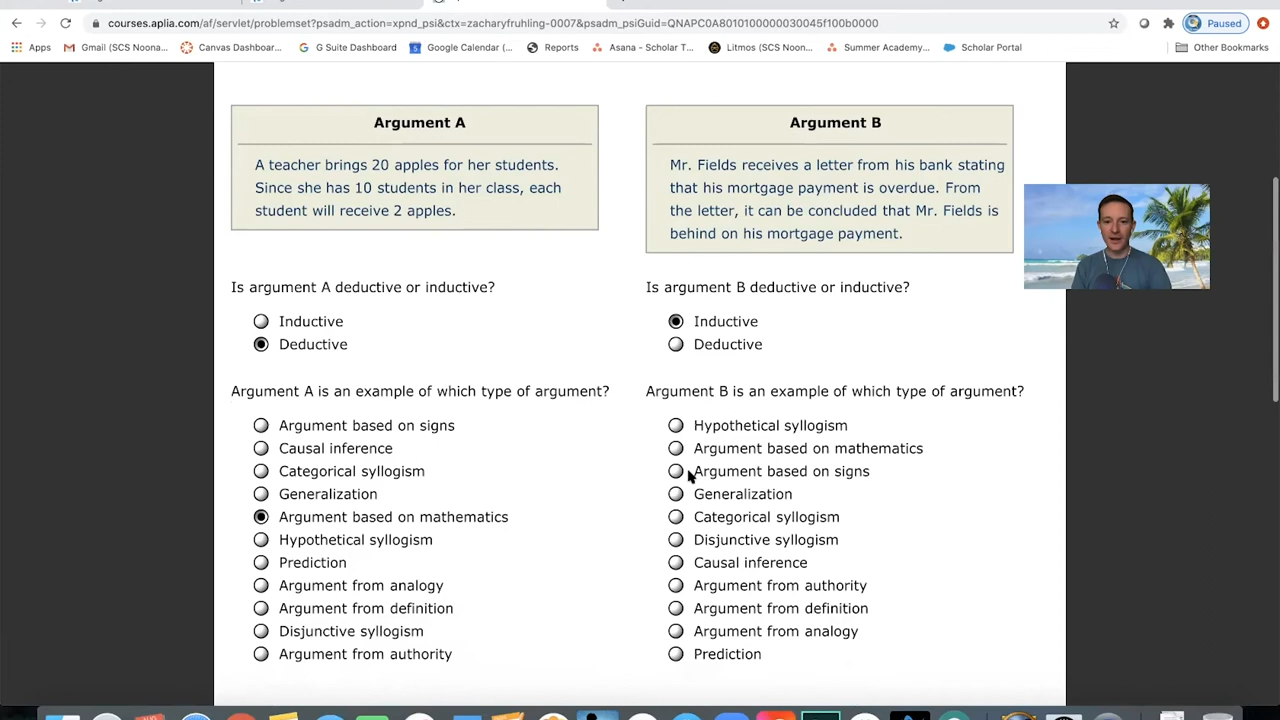 courses.aplia.com/af/servlet/problemset?psadm_action=xpnd_psi&ctx=zacharyfruhling-0007&psadm_psiGuid=QNAPC0A8010100000030045f100b0000
Paused
Apps
Gmail (SCS Noona...
Canvas Dashboar...
G Suite Dashboard
Google Calendar (...
Reports
Asana - Scholar T...
Litmos (SCS Noon...
Summer Academy...
Scholar Portal
Other Bookmarks
Argument A
A teacher brings 20 apples for her students.
Since she has 10 students in her class, each
student will receive 2 apples.
Is argument A deductive or inductive?
Inductive
Deductive
Argument A is an example of which type of argument?
Argument based on signs
Causal inference
Categorical syllogism
Generalization
Argument based on mathematics
Hypothetical syllogism
Prediction
Argument from analogy
Argument from definition
Disjunctive syllogism
Argument from authority
Argument B
Mr. Fields receives a letter from his bank stating
that his mortgage payment is overdue. From
the letter, it can be concluded that Mr. Fields is
behind on his mortgage payment.
Is argument B deductive or inductive?
Inductive
Deductive
Argument B is an example of which type of argument?
Hypothetical syllogism
Argument based on mathematics
Argument based on signs
Generalization
Categorical syllogism
Disjunctive syllogism
Causal inference
Argument from authority
Argument from definition
Argument from analogy
Prediction